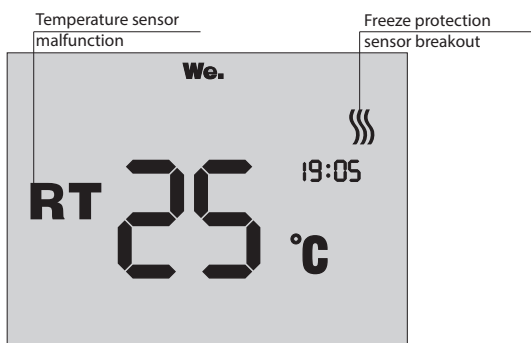 Temperature sensor
malfunction
Freeze protection
sensor breakout
We.
19:05
RT 25 °C